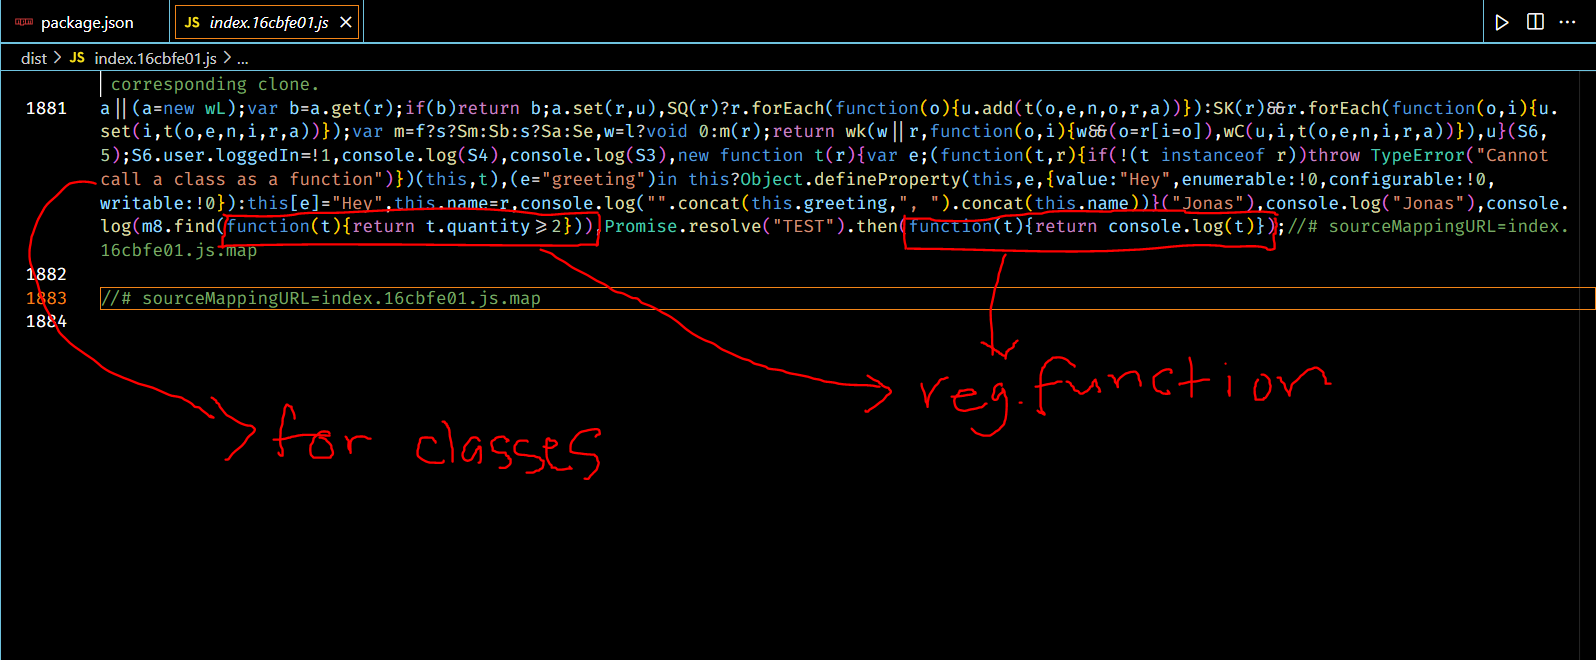 package.json
JS index.16cbfe01.js ×
dist > JS index.16cbfe01.js > ...
corresponding clone.
1881 a||(a=new wL);var b=a.get(r);if(b)return b;a.set(r,u),SQ(r)?r.forEach(function(o){u.add(t(o,e,n,o,r,a))}):SK(r)&&r.forEach(function(o,i){u.
set(i,t(o,e,n,i,r,a))});var m=f?s?Sm:Sb:s?Sa:Se,w=l?void 0:m(r);return wk(w||r,function(o,i){w&&(o=r[i=o]),wC(u,i,t(o,e,n,i,r,a))}),u}(S6,
5);S6.user.loggedIn=!1,console.log(S4),console.log(S3),new function t(r){var e;(function(t,r){if(!(t instanceof r))throw TypeError("Cannot
call a class as a function")})(this,t),(e="greeting")in this?Object.defineProperty(this,e,{value:"Hey",enumerable:!0,configurable:!0,
writable:!0}):this[e]="Hey",this.name=r,console.log("".concat(this.greeting,", ").concat(this.name))}("Jonas"),console.log("Jonas"),console.
log(m8.find(function(t){return t.quantity>=2})),Promise.resolve("TEST").then(function(t){return console.log(t)});//# sourceMappingURL=index.
16cbfe01.js.map
1882
1883 //# sourceMappingURL=index.16cbfe01.js.map
1884
reg.function
for classes